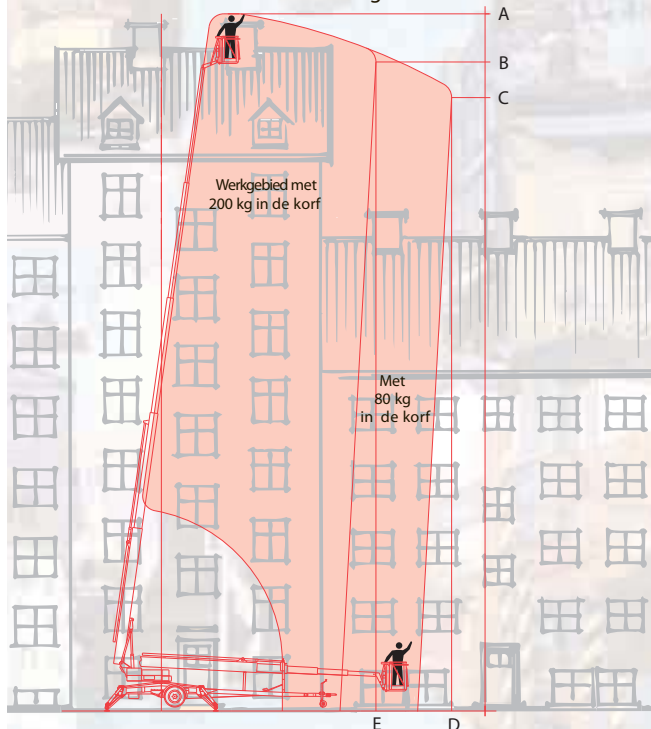 A
B
C
Werkgebied met
200 kg in de korf
Met
80 kg
in de korf
E
D